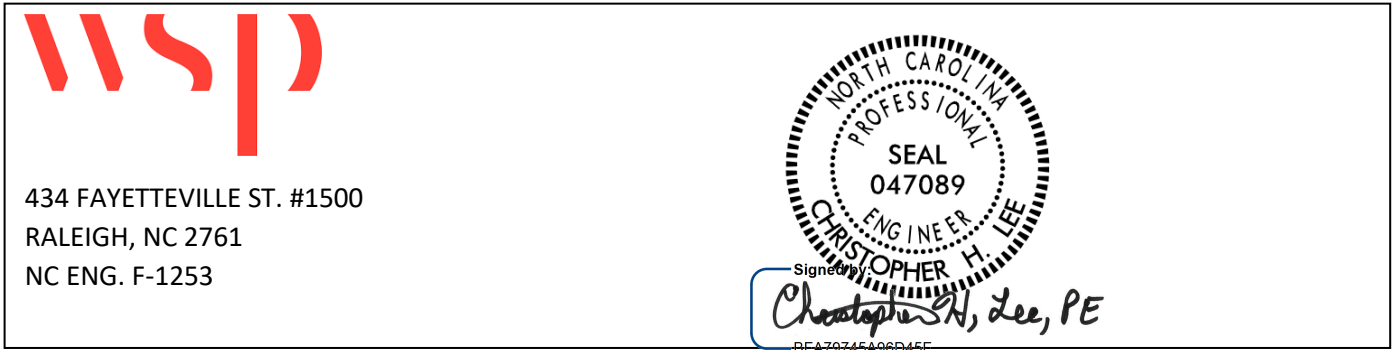 wsp
434 FAYETTEVILLE ST. #1500
RALEIGH, NC 2761
NC ENG. F-1253
NORTH CAROLINA
PROFESSIONAL
SEAL
047089
ENGINEER
CHRISTOPHER H. LEE
Signed by:
Christopher H, Lee, PE